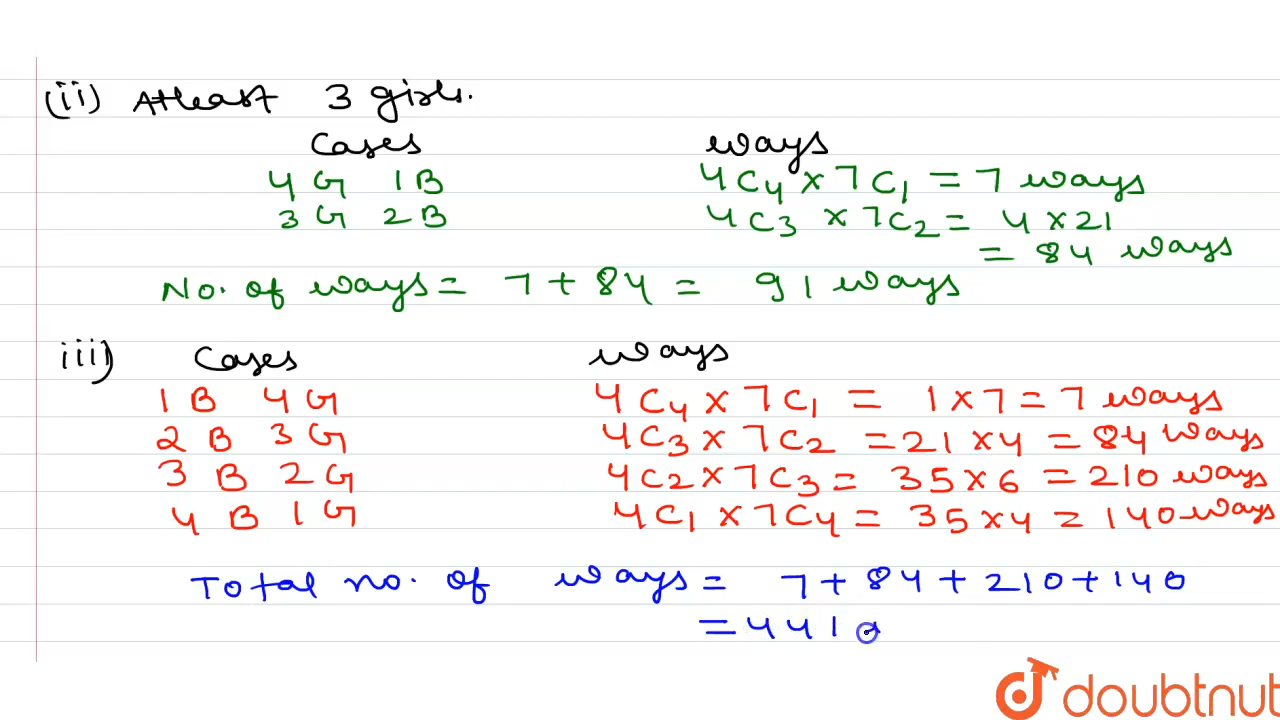 (ii) Atleast 3 girls.
Cases ways
4 G 1 B 4C4 × 7C1 = 7 ways
3 G 2 B 4C3 × 7C2 = 4 × 21
= 84 ways
No. of ways = 7 + 84 = 91 ways
iii) Cases ways
1 B 4 G 4C4 × 7C1 = 1 × 7 = 7 ways
2 B 3 G 4C3 × 7C2 = 21 × 4 = 84 ways
3 B 2 G 4C2 × 7C3 = 35 × 6 = 210 ways
4 B 1 G 4C1 × 7C4 = 35 × 4 = 140 ways
Total no. of ways = 7 + 84 + 210 + 140
= 441
doubtnut